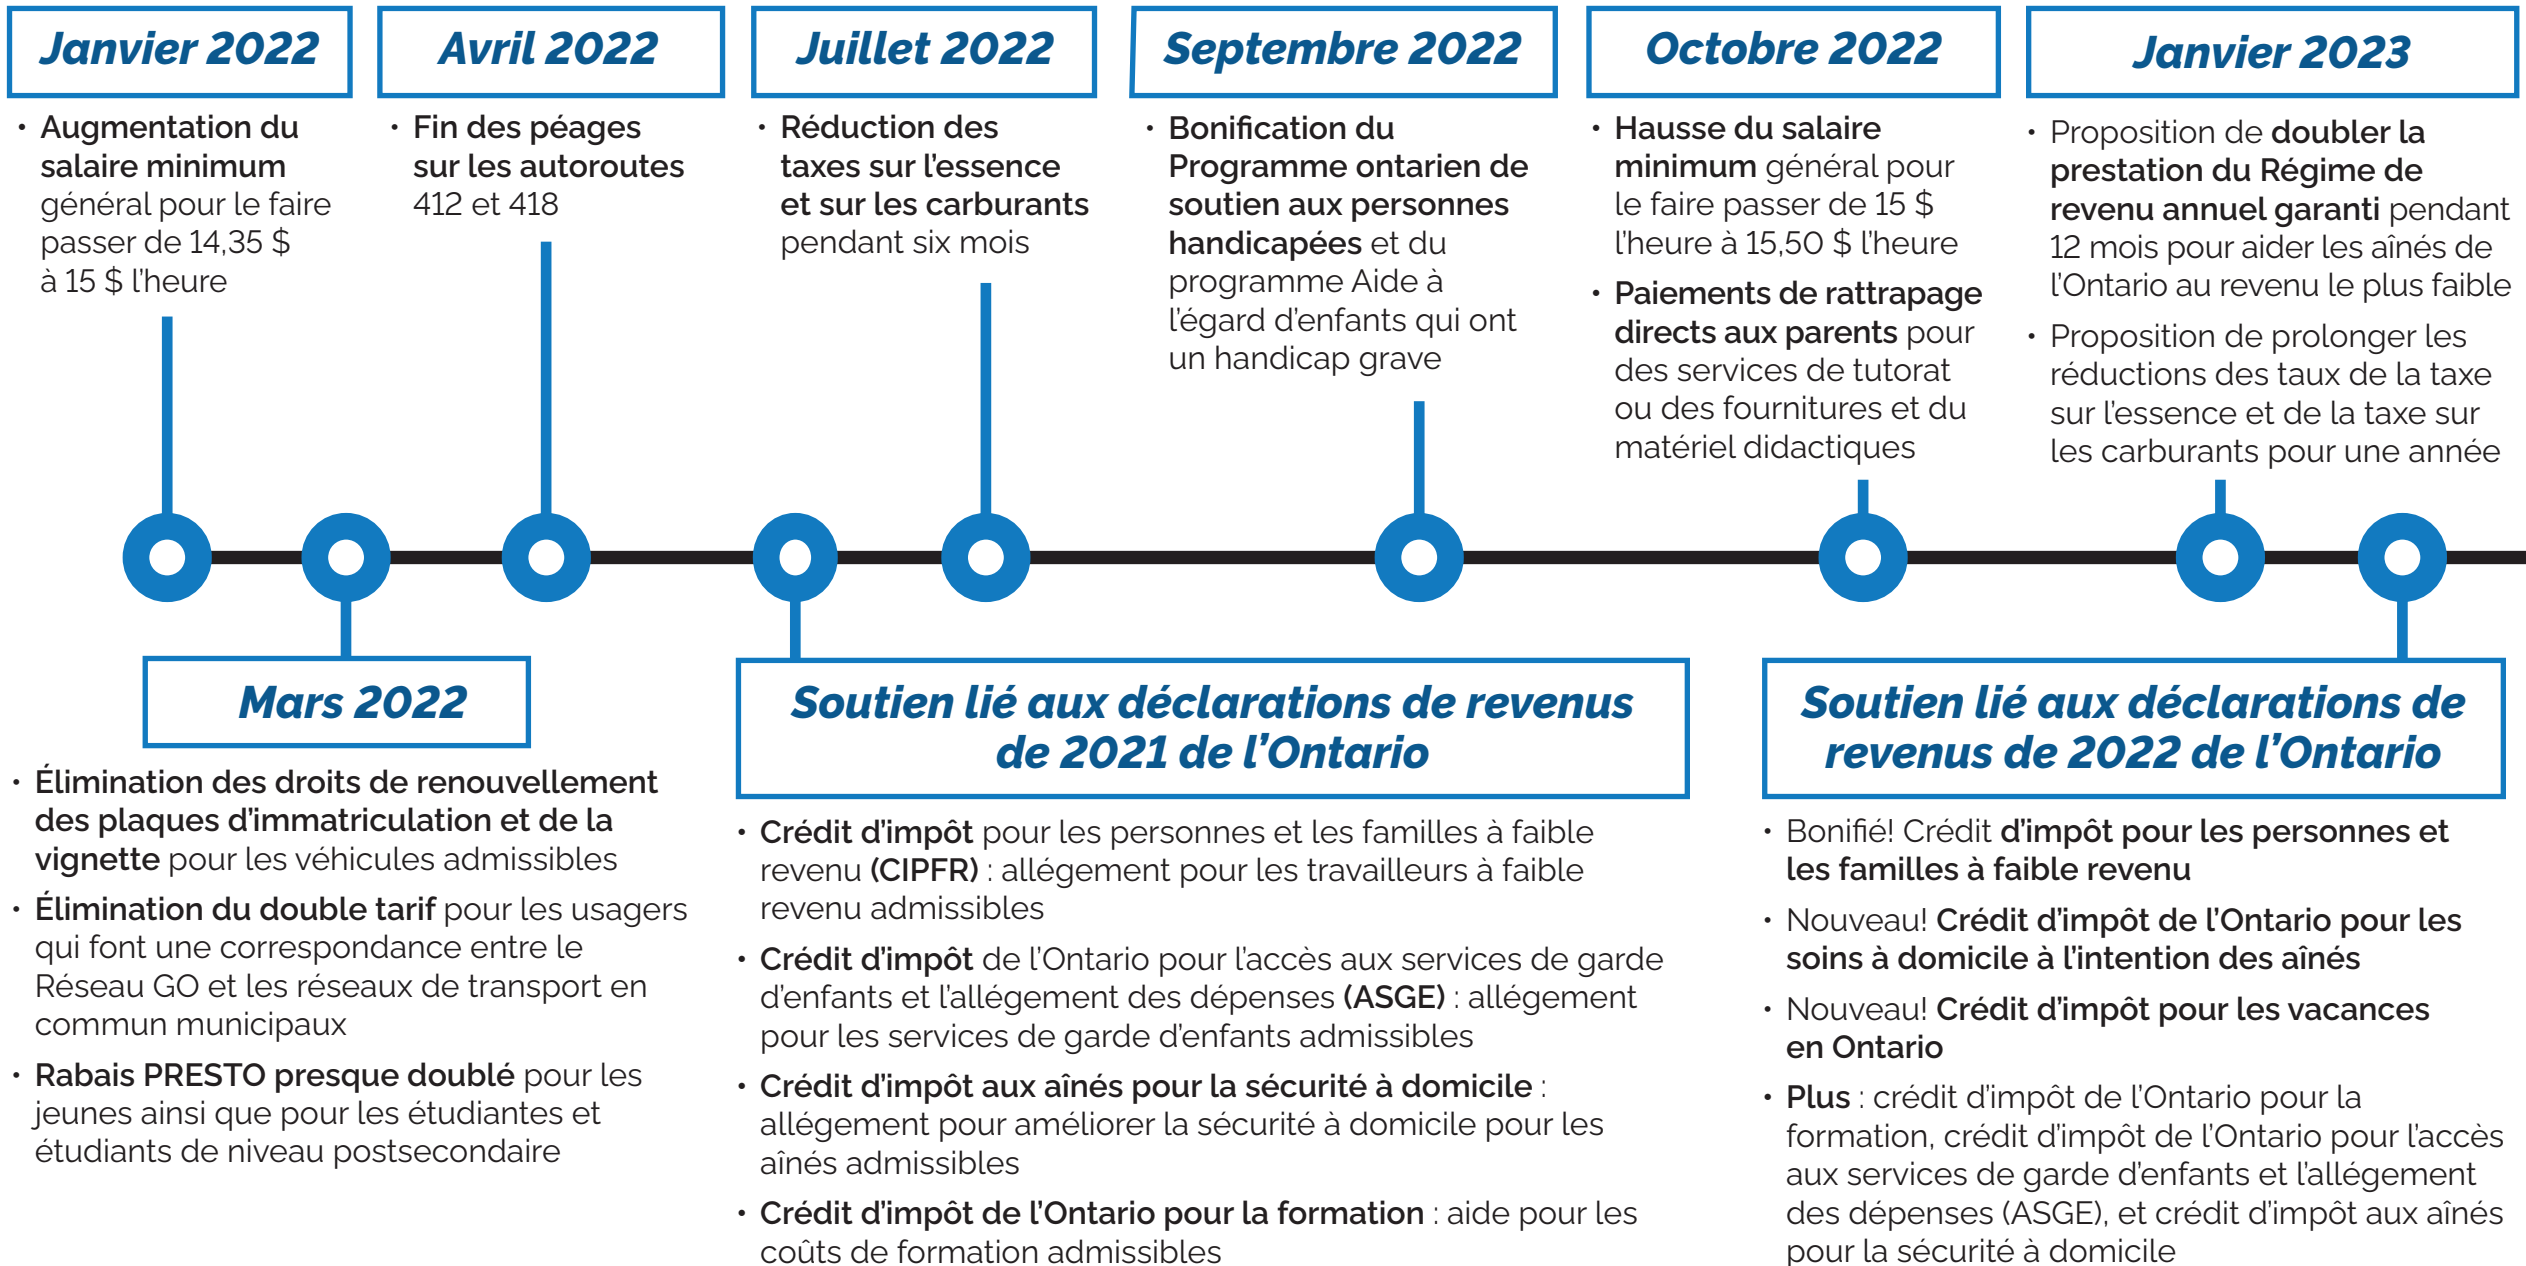 Janvier 2022
• Augmentation du
salaire minimum
général pour le faire
passer de 14,35 $
à 15 $ l’heure
Avril 2022
• Fin des péages
sur les autoroutes
412 et 418
Juillet 2022
• Réduction des
taxes sur l’essence
et sur les carburants
pendant six mois
Septembre 2022
• Bonification du
Programme ontarien de
soutien aux personnes
handicapées et du
programme Aide à
l’égard d’enfants qui ont
un handicap grave
Octobre 2022
• Hausse du salaire
minimum général pour
le faire passer de 15 $
l’heure à 15,50 $ l’heure
• Paiements de rattrapage
directs aux parents pour
des services de tutorat
ou des fournitures et du
matériel didactiques
Janvier 2023
• Proposition de doubler la
prestation du Régime de
revenu annuel garanti pendant
12 mois pour aider les aînés de
l’Ontario au revenu le plus faible
• Proposition de prolonger les
réductions des taux de la taxe
sur l’essence et de la taxe sur
les carburants pour une année
Mars 2022
• Élimination des droits de renouvellement
des plaques d’immatriculation et de la
vignette pour les véhicules admissibles
• Élimination du double tarif pour les usagers
qui font une correspondance entre le
Réseau GO et les réseaux de transport en
commun municipaux
• Rabais PRESTO presque doublé pour les
jeunes ainsi que pour les étudiantes et
étudiants de niveau postsecondaire
Soutien lié aux déclarations de revenus
de 2021 de l’Ontario
• Crédit d’impôt pour les personnes et les familles à faible
revenu (CIPFR) : allégement pour les travailleurs à faible
revenu admissibles
• Crédit d’impôt de l’Ontario pour l’accès aux services de garde
d’enfants et l’allégement des dépenses (ASGE) : allégement
pour les services de garde d’enfants admissibles
• Crédit d’impôt aux aînés pour la sécurité à domicile :
allégement pour améliorer la sécurité à domicile pour les
aînés admissibles
• Crédit d’impôt de l’Ontario pour la formation : aide pour les
coûts de formation admissibles
Soutien lié aux déclarations de
revenus de 2022 de l’Ontario
• Bonifié! Crédit d’impôt pour les personnes et
les familles à faible revenu
• Nouveau! Crédit d’impôt de l’Ontario pour les
soins à domicile à l’intention des aînés
• Nouveau! Crédit d’impôt pour les vacances
en Ontario
• Plus : crédit d’impôt de l’Ontario pour la
formation, crédit d’impôt de l’Ontario pour l’accès
aux services de garde d’enfants et l’allégement
des dépenses (ASGE), et crédit d’impôt aux aînés
pour la sécurité à domicile